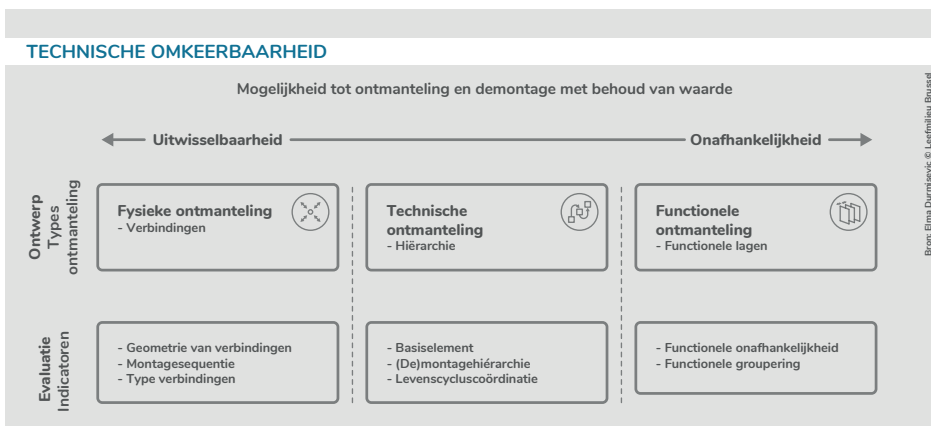 TECHNISCHE OMKEERBAARHEID
Mogelijkheid tot ontmanteling en demontage met behoud van waarde
Uitwisselbaarheid
Onafhankelijkheid
Ontwerp
Types
ontmanteling
Fysieke ontmanteling
- Verbindingen
Technische
ontmanteling
- Hiërarchie
Functionele
ontmanteling
- Functionele lagen
Evaluatie
Indicatoren
- Geometrie van verbindingen
- Montagesequentie
- Type verbindingen
- Basiselement
- (De)montagehiérarchie
- Levenscycluscoördinatie
- Functionele onafhankelijkheid
- Functionele groupering
Bron: Elma Durmisevic © Leefmilieu Brussel